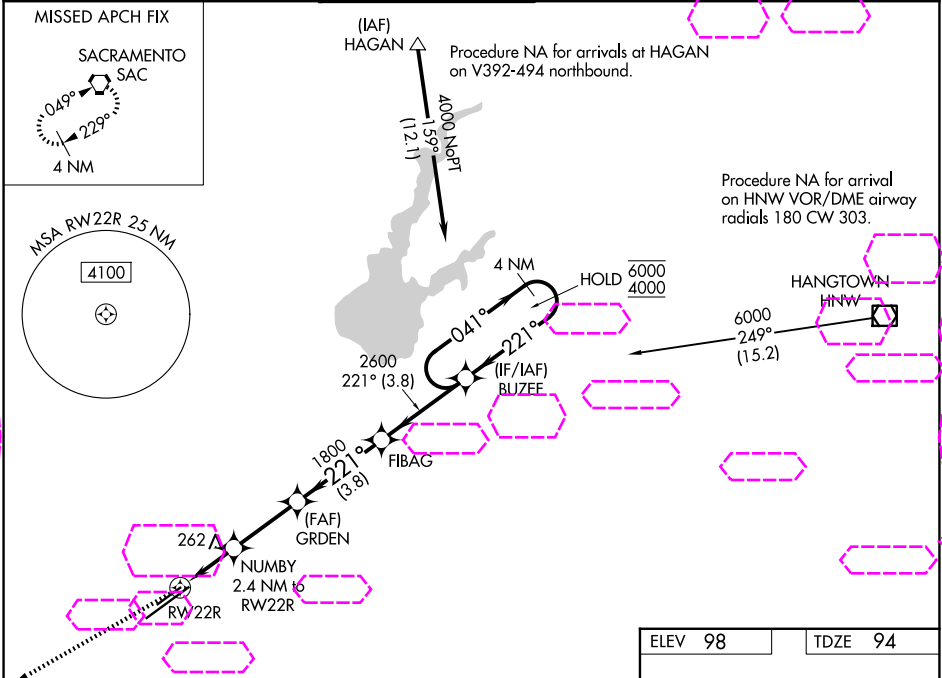 MISSED APCH FIX
SACRAMENTO
SAC
049°
229°
4 NM
(IAF)
HAGAN
Procedure NA for arrivals at HAGAN
on V392-494 northbound.
4000 NoPT
159°
(12.1)
Procedure NA for arrival
on HNW VOR/DME airway
radials 180 CW 303.
MSA RW22R 25 NM
4100
4 NM
HOLD
6000
4000
041°
221°
HANGTOWN
HNW
6000
249°
(15.2)
2600
221° (3.8)
(IF/IAF)
BUZEE
FIBAG
1800
221°
(3.8)
(FAF)
GRDEN
262
NUMBY
2.4 NM to
RW22R
RW22R
ELEV 98
TDZE 94